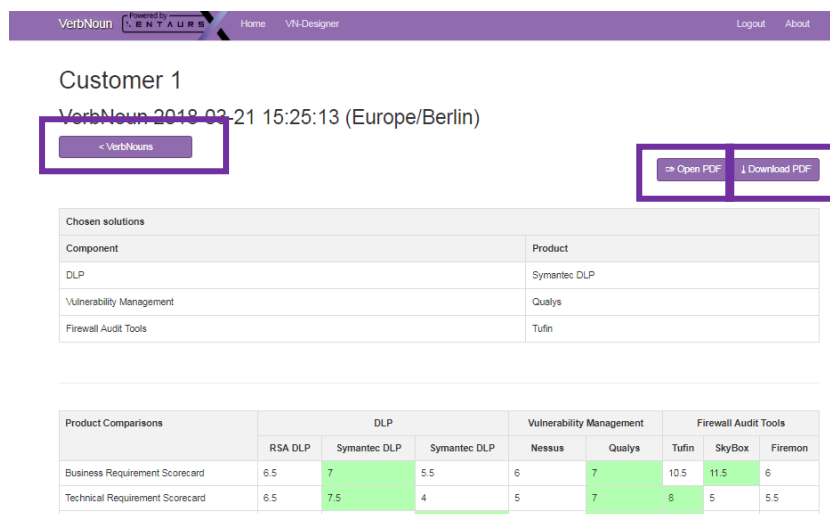 VerbNoun Powered by XENTAURS Home VN-Designer Logout About
Customer 1
VerbNoun 2018-03-21 15:25:13 (Europe/Berlin)
< VerbNouns
Open PDF Download PDF
Chosen solutions
Component Product
DLP Symantec DLP
Vulnerability Management Qualys
Firewall Audit Tools Tufin
Product Comparisons DLP Vulnerability Management Firewall Audit Tools
RSA DLP Symantec DLP Symantec DLP Nessus Qualys Tufin SkyBox Firemon
Business Requirement Scorecard 6.5 7 5.5 6 7 10.5 11.5 6
Technical Requirement Scorecard 6.5 7.5 4 5 7 8 5 5.5